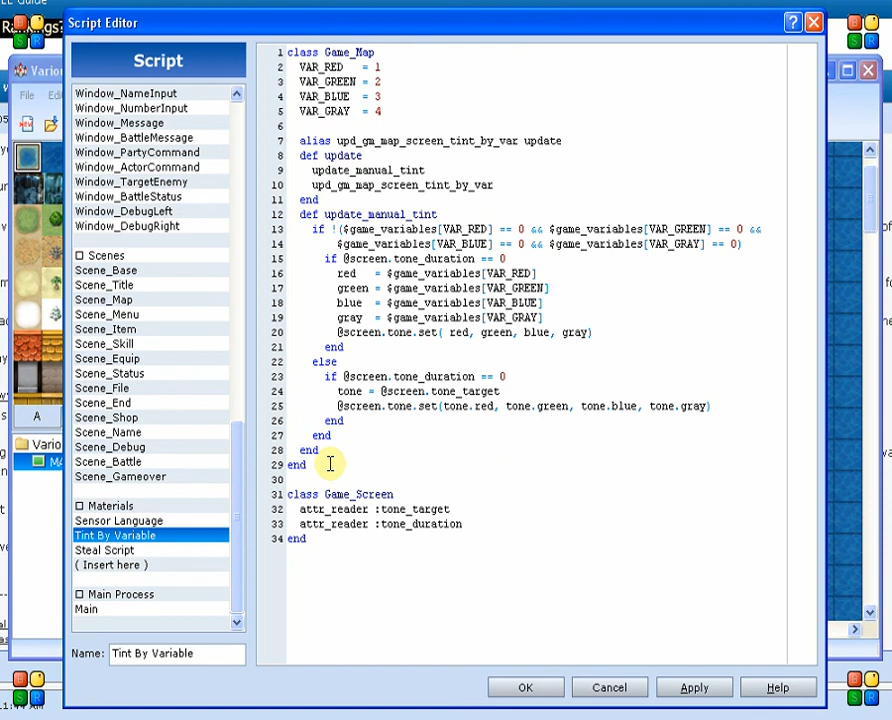 Script Editor
Script
Window_NameInput
Window_NumberInput
Window_Message
Window_BattleMessage
Window_PartyCommand
Window_ActorCommand
Window_TargetEnemy
Window_BattleStatus
Window_DebugLeft
Window_DebugRight
Scenes
Scene_Base
Scene_Title
Scene_Map
Scene_Menu
Scene_Item
Scene_Skill
Scene_Equip
Scene_Status
Scene_File
Scene_End
Scene_Shop
Scene_Name
Scene_Debug
Scene_Battle
Scene_Gameover
Materials
Sensor Language
Tint By Variable
Steal Script
( Insert here )
Main Process
Main
Name: Tint By Variable
1 class Game_Map
2 VAR_RED = 1
3 VAR_GREEN = 2
4 VAR_BLUE = 3
5 VAR_GRAY = 4
6
7 alias upd_gm_map_screen_tint_by_var update
8 def update
9 update_manual_tint
10 upd_gm_map_screen_tint_by_var
11 end
12 def update_manual_tint
13 if !($game_variables[VAR_RED] == 0 && $game_variables[VAR_GREEN] == 0 &&
14 $game_variables[VAR_BLUE] == 0 && $game_variables[VAR_GRAY] == 0)
15 if @screen.tone_duration == 0
16 red = $game_variables[VAR_RED]
17 green = $game_variables[VAR_GREEN]
18 blue = $game_variables[VAR_BLUE]
19 gray = $game_variables[VAR_GRAY]
20 @screen.tone.set( red, green, blue, gray)
21 end
22 else
23 if @screen.tone_duration == 0
24 tone = @screen.tone_target
25 @screen.tone.set(tone.red, tone.green, tone.blue, tone.gray)
26 end
27 end
28 end
29 end
30
31 class Game_Screen
32 attr_reader :tone_target
33 attr_reader :tone_duration
34 end
OK
Cancel
Apply
Help
File
A